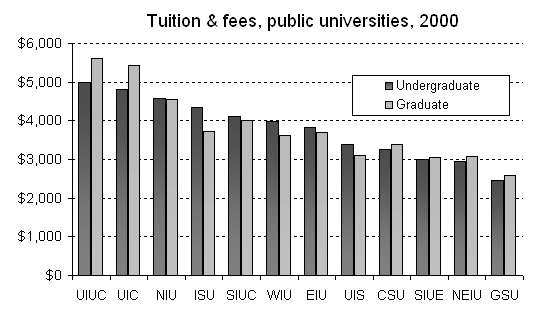 Tuition & fees, public universities, 2000
$6,000
$5,000
$4,000
$3,000
$2,000
$1,000
$0
Undergraduate
Graduate
UIUC UIC NIU ISU SIUC WIU EIU UIS CSU SIUE NEIU GSU